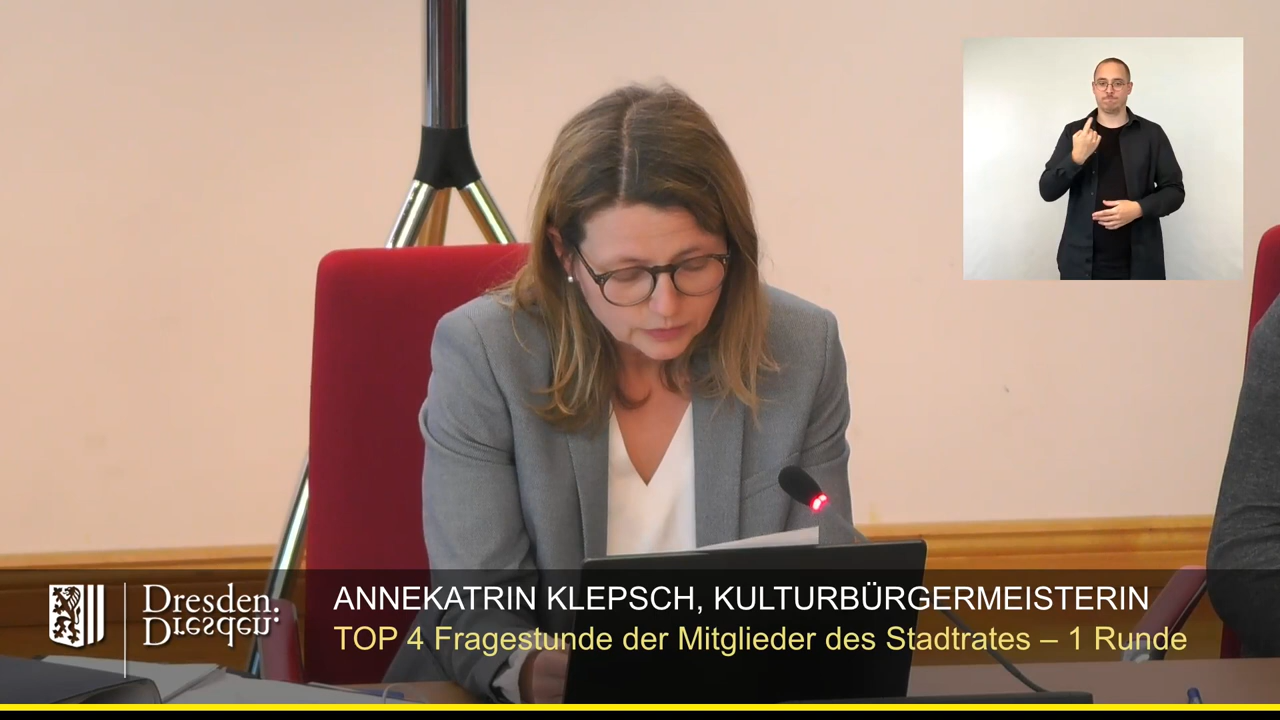 Dresden.
Dresden.
ANNEKATRIN KLEPSCH, KULTURBÜRGERMEISTERIN
TOP 4 Fragestunde der Mitglieder des Stadtrates – 1 Runde